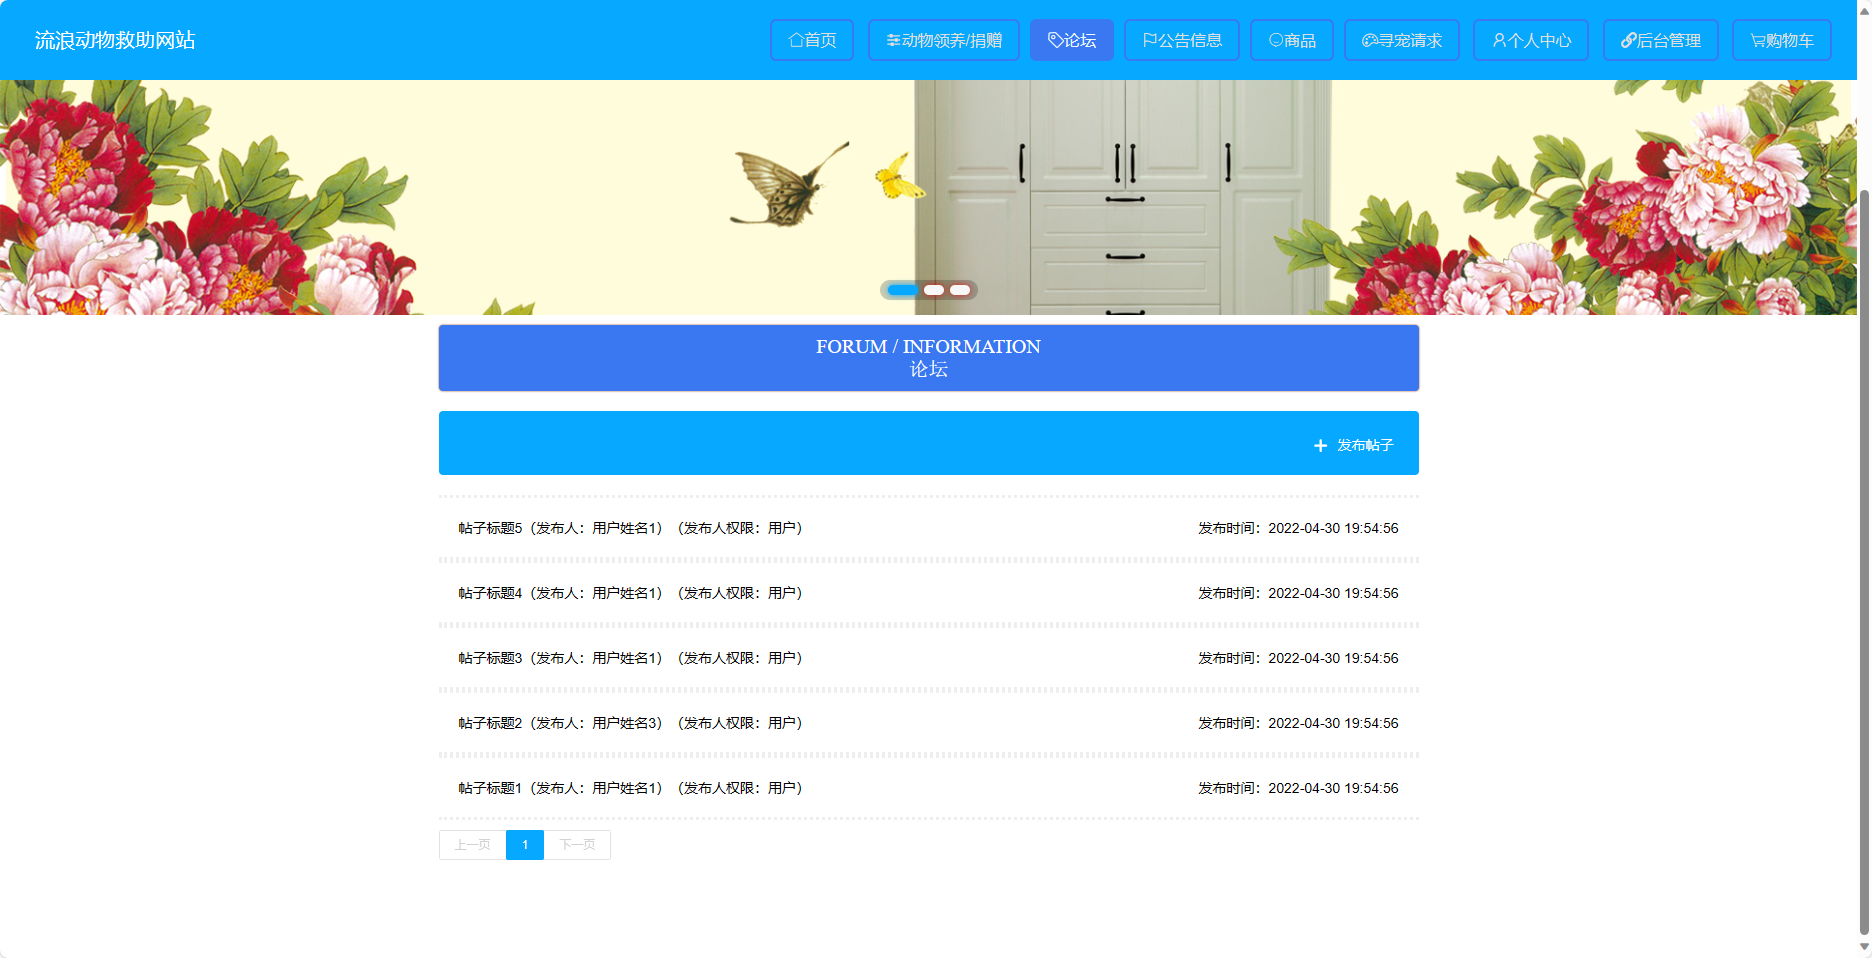 流浪动物救助网站
首页
动物领养/捐赠
论坛
公告信息
商品
寻宠请求
个人中心
后台管理
购物车
FORUM / INFORMATION
论坛
发布帖子
帖子标题5（发布人：用户姓名1）（发布人权限：用户） 发布时间：2022-04-30 19:54:56
帖子标题4（发布人：用户姓名1）（发布人权限：用户） 发布时间：2022-04-30 19:54:56
帖子标题3（发布人：用户姓名1）（发布人权限：用户） 发布时间：2022-04-30 19:54:56
帖子标题2（发布人：用户姓名3）（发布人权限：用户） 发布时间：2022-04-30 19:54:56
帖子标题1（发布人：用户姓名1）（发布人权限：用户） 发布时间：2022-04-30 19:54:56
上一页 1 下一页